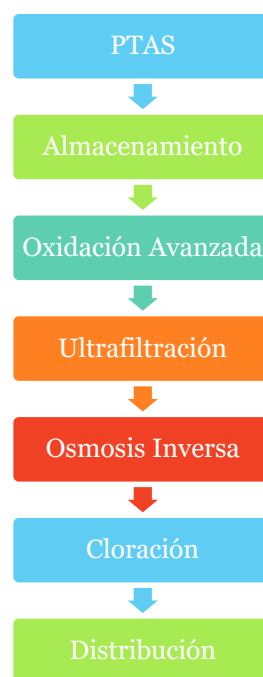 PTAS
Almacenamiento
Oxidación Avanzada
Ultrafiltración
Osmosis Inversa
Cloración
Distribución